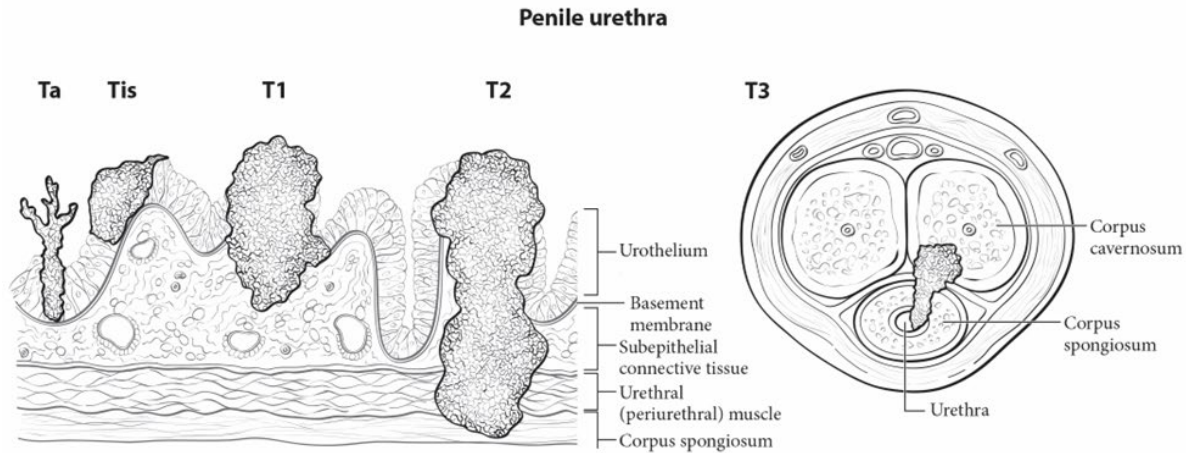 Penile urethra
Ta
Tis
T1
T2
T3
Urothelium
Basement
membrane
Subepithelial
connective tissue
Urethral
(periurethral) muscle
Corpus spongiosum
Corpus
cavernosum
Corpus
spongiosum
Urethra